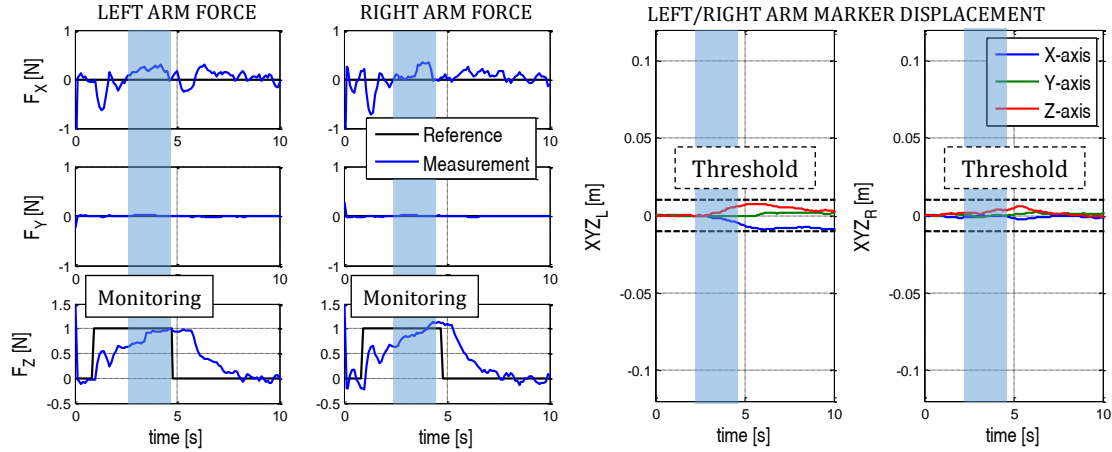 LEFT ARM FORCE
RIGHT ARM FORCE
LEFT/RIGHT ARM MARKER DISPLACEMENT
F_X [N]
1
0
-1
0
5
10
1
0
-1
0
5
10
Reference
Measurement
F_Y [N]
1
0
-1
0
5
10
1
0
-1
0
5
10
F_Z [N]
Monitoring
1.5
1
0.5
0
-0.5
0
5
10
time [s]
Monitoring
1.5
1
0.5
0
-0.5
0
5
10
time [s]
XYZ_L [m]
0.1
0.05
0
-0.05
-0.1
Threshold
0
5
10
time [s]
XYZ_R [m]
0.1
0.05
0
-0.05
-0.1
X-axis
Y-axis
Z-axis
Threshold
0
5
10
time [s]